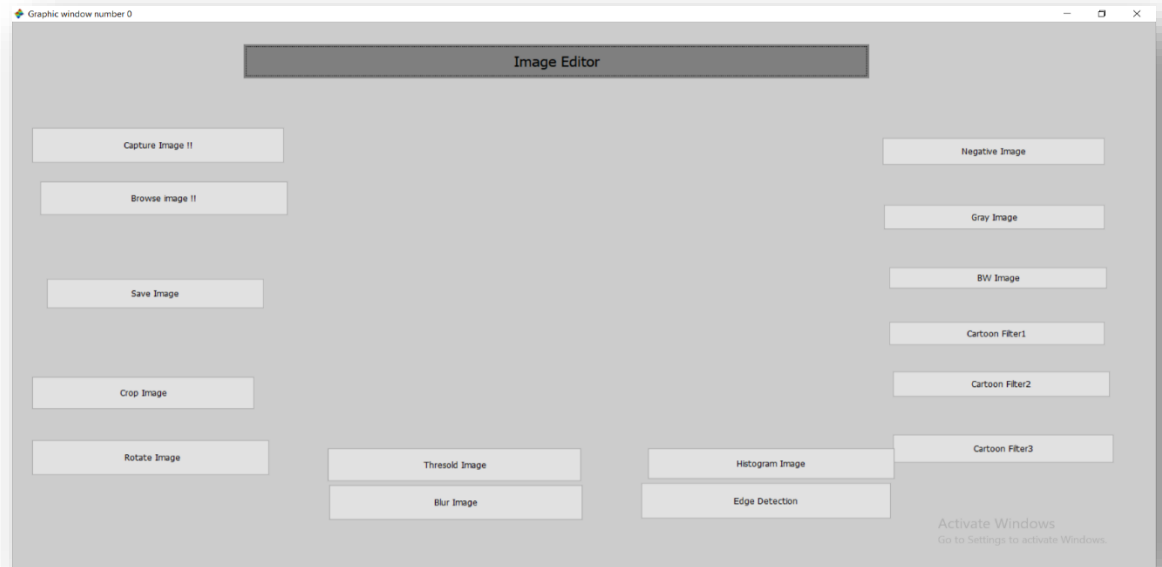 Graphic window number 0
Image Editor
Capture Image !!
Browse image !!
Save Image
Crop Image
Rotate Image
Thresold Image
Blur Image
Histogram Image
Edge Detection
Negative Image
Gray Image
BW Image
Cartoon Filter1
Cartoon Filter2
Cartoon Filter3
Activate Windows
Go to Settings to activate Windows.